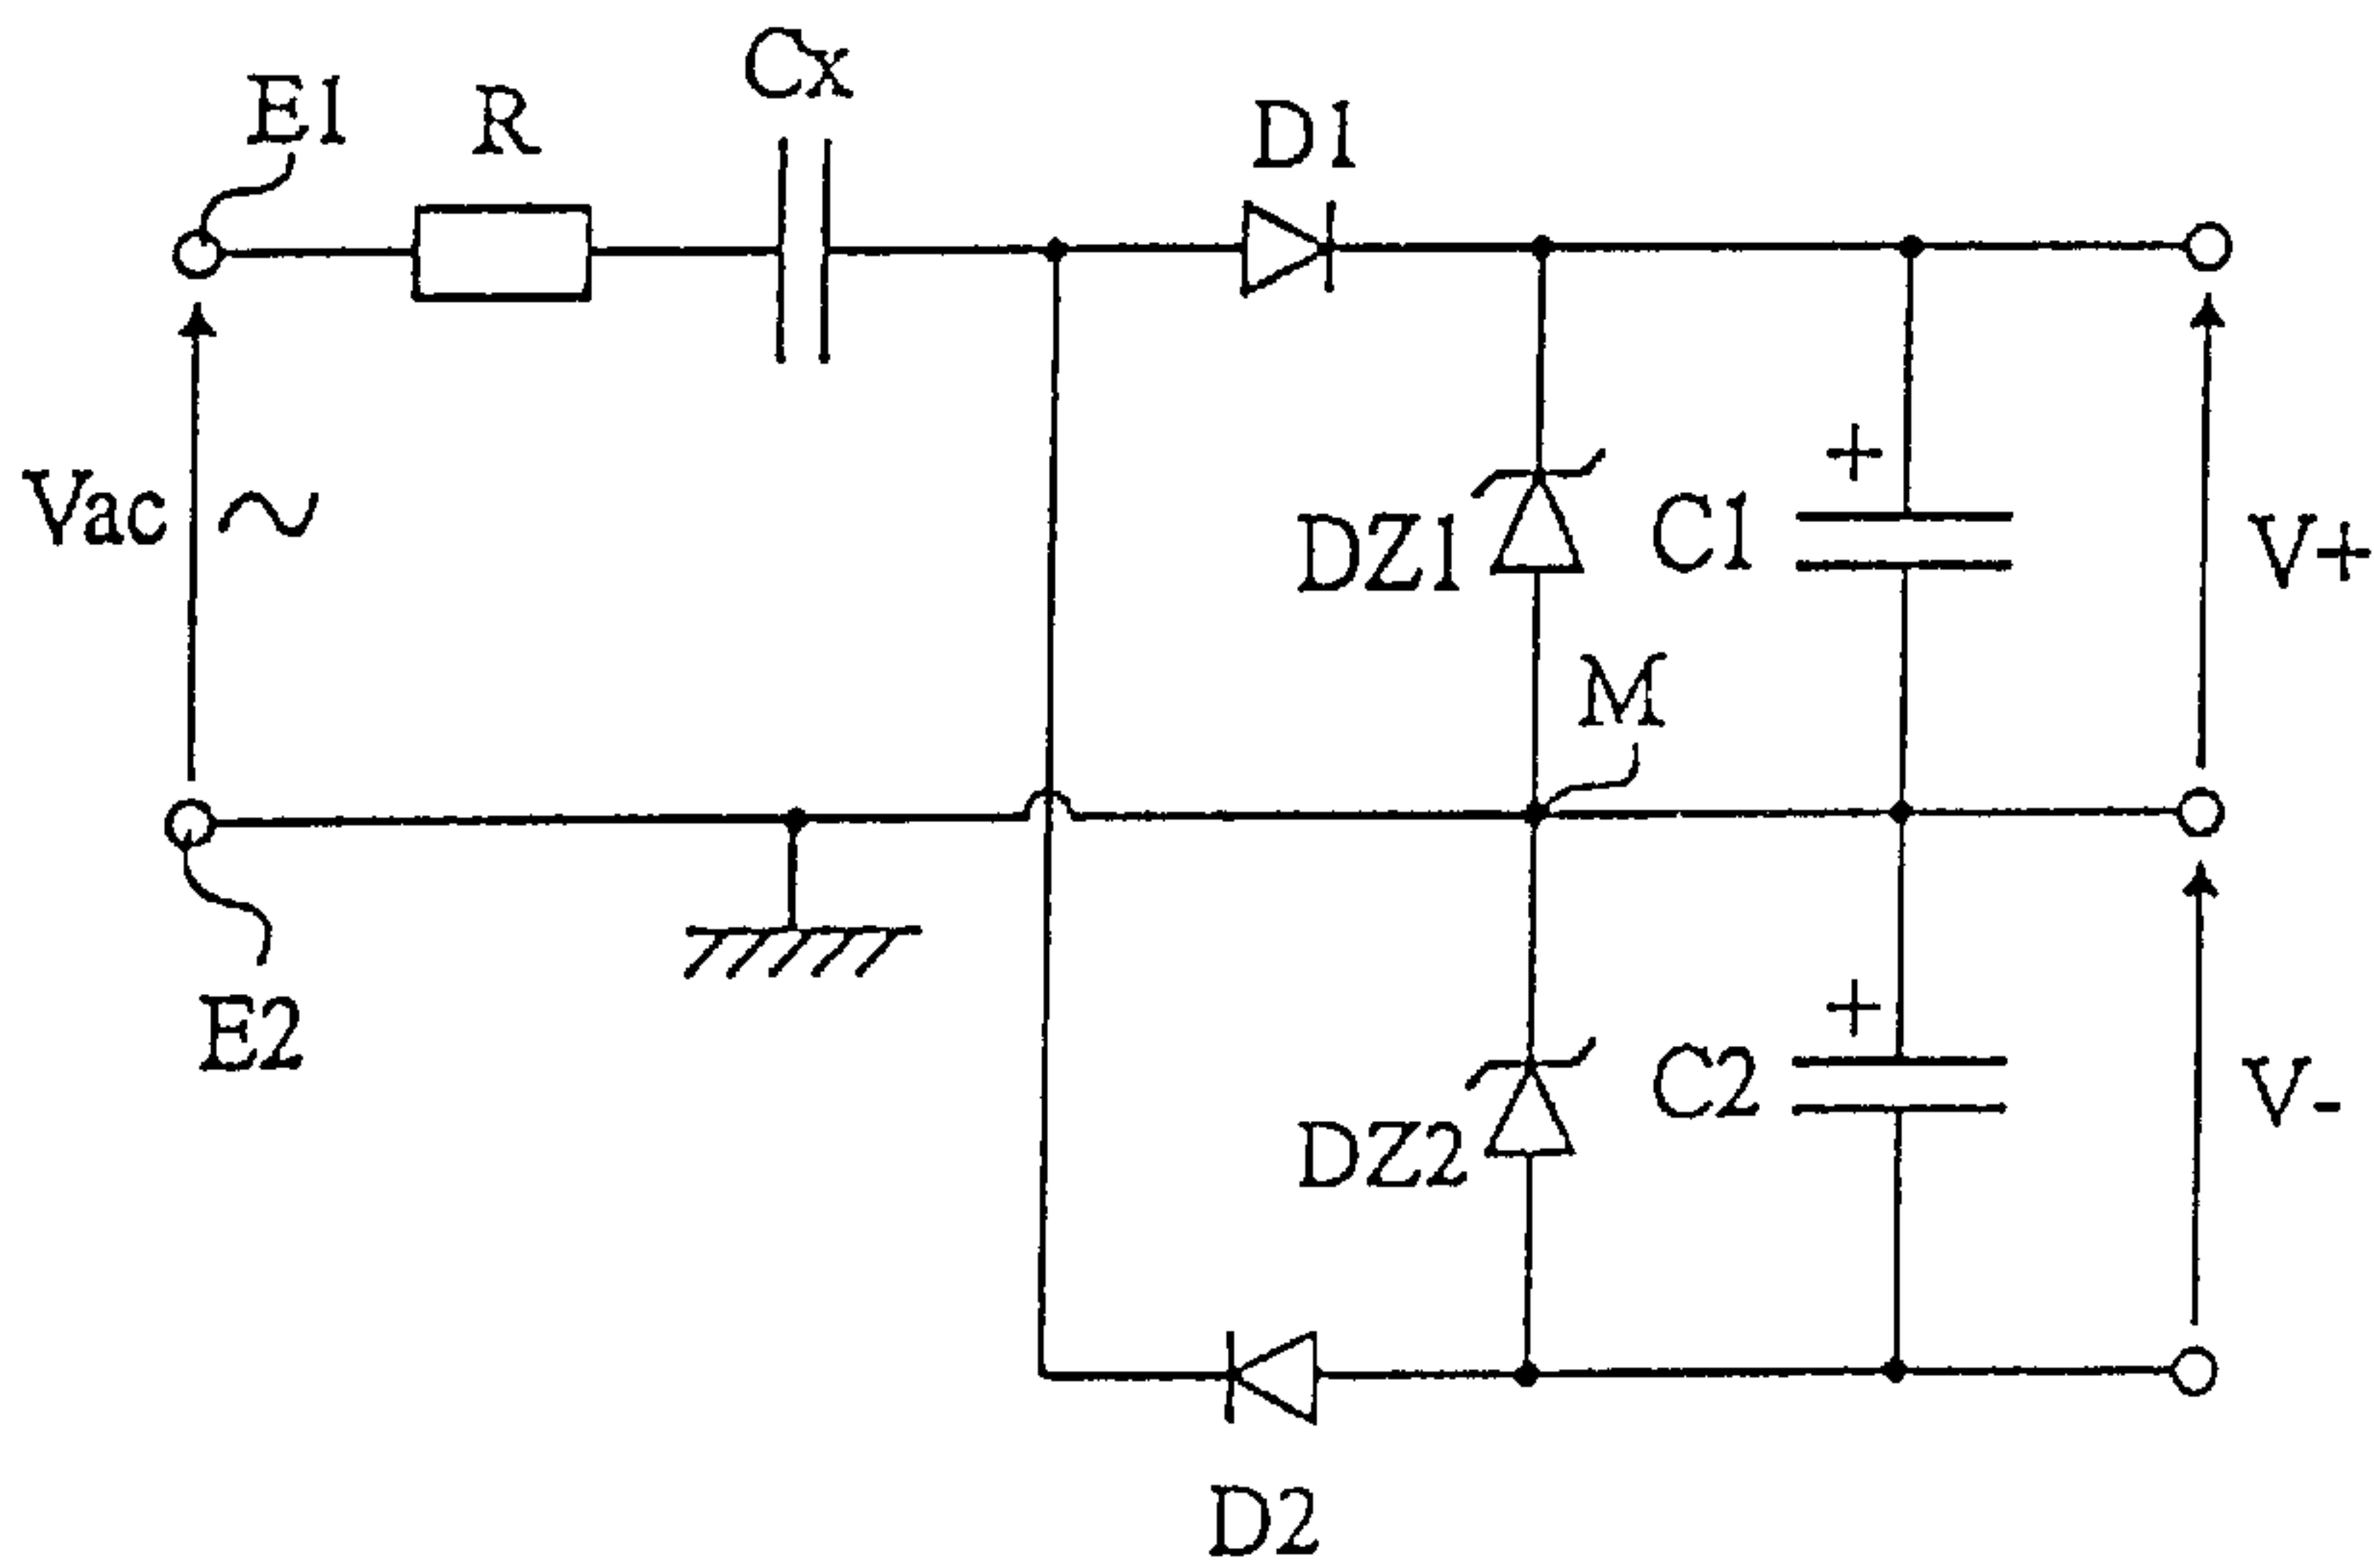 E1
R
Cx
D1
Vac
DZ1
+
C1
V+
M
E2
DZ2
+
C2
V-
D2